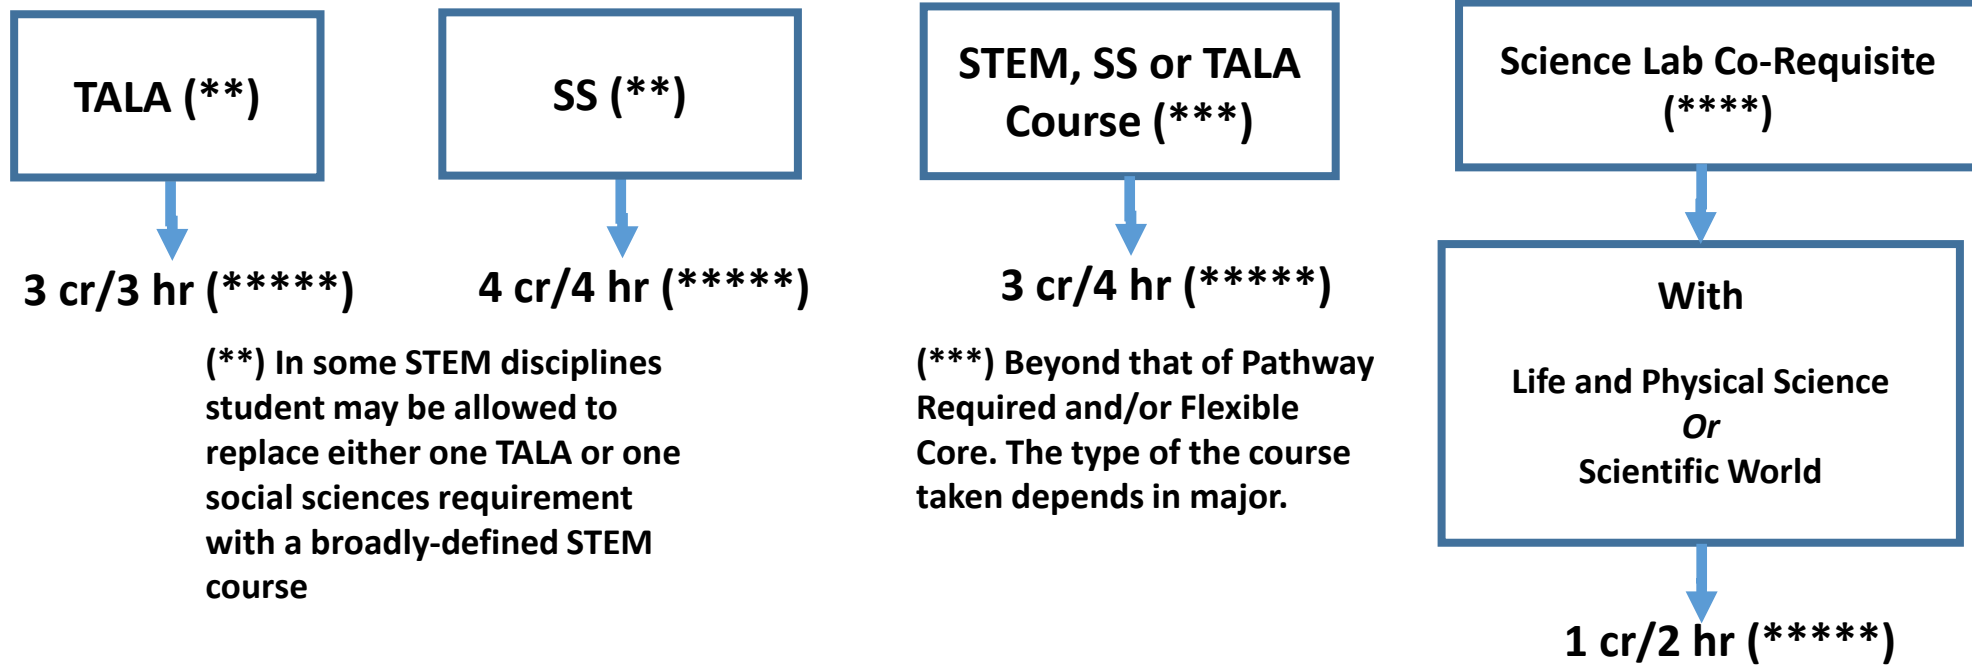 TALA (**)
3 cr/3 hr (*****)
SS (**)
4 cr/4 hr (*****)
(**) In some STEM disciplines
student may be allowed to
replace either one TALA or one
social sciences requirement
with a broadly-defined STEM
course
STEM, SS or TALA
Course (***)
3 cr/4 hr (*****)
(***) Beyond that of Pathway
Required and/or Flexible
Core. The type of the course
taken depends in major.
Science Lab Co-Requisite
(****)
With
Life and Physical Science
Or
Scientific World
1 cr/2 hr (*****)